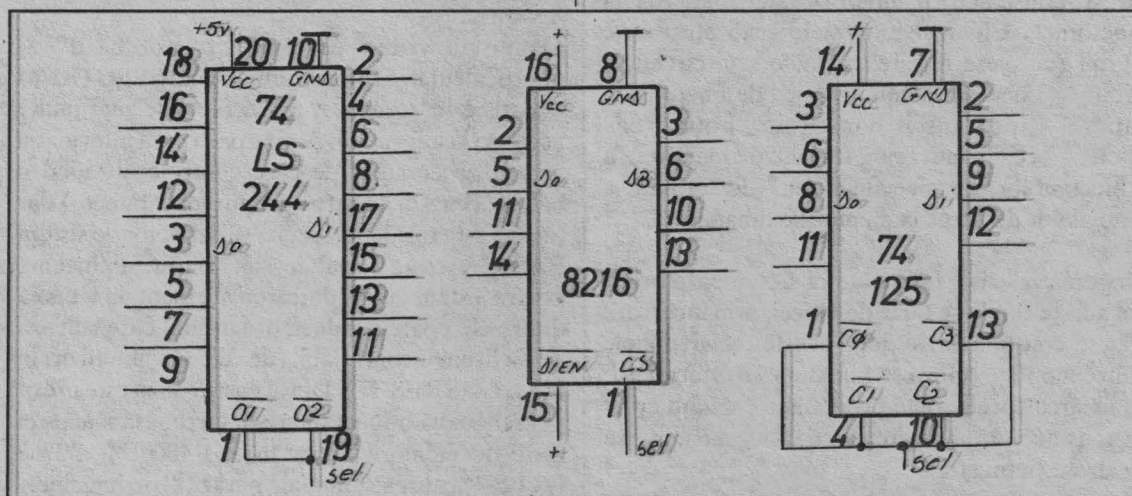 +5v
20 10
18 Vcc GND 2
16 74 4
14 LS 6
12 244 8
3 Do Di 17
5 15
7 13
9 11
O1 O2
1 19
sel
+
16 8
Vcc GND
2 3
5 Do DB 6
11 10
14 13
8216
DIEN CS
15 1
+ sel
+
14 7
Vcc GND
3 2
6 5
8 Do Di 9
11 74 12
125
1 CØ C3 13
C1 C2
4 10
sel